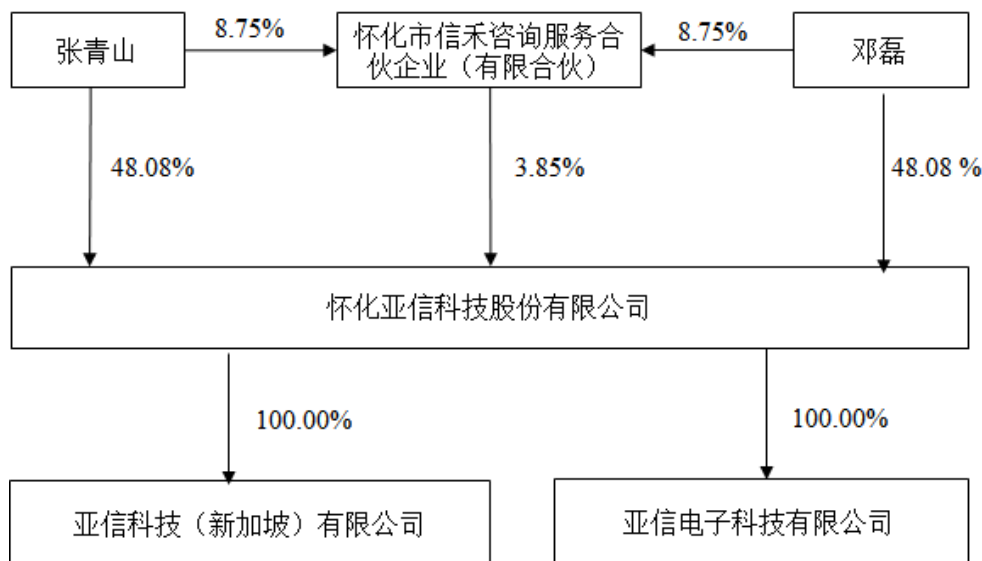 张青山
8.75%
怀化市信禾咨询服务合
伙企业（有限合伙）
8.75%
邓磊
48.08%
3.85%
48.08 %
怀化亚信科技股份有限公司
100.00%
100.00%
亚信科技（新加坡）有限公司
亚信电子科技有限公司